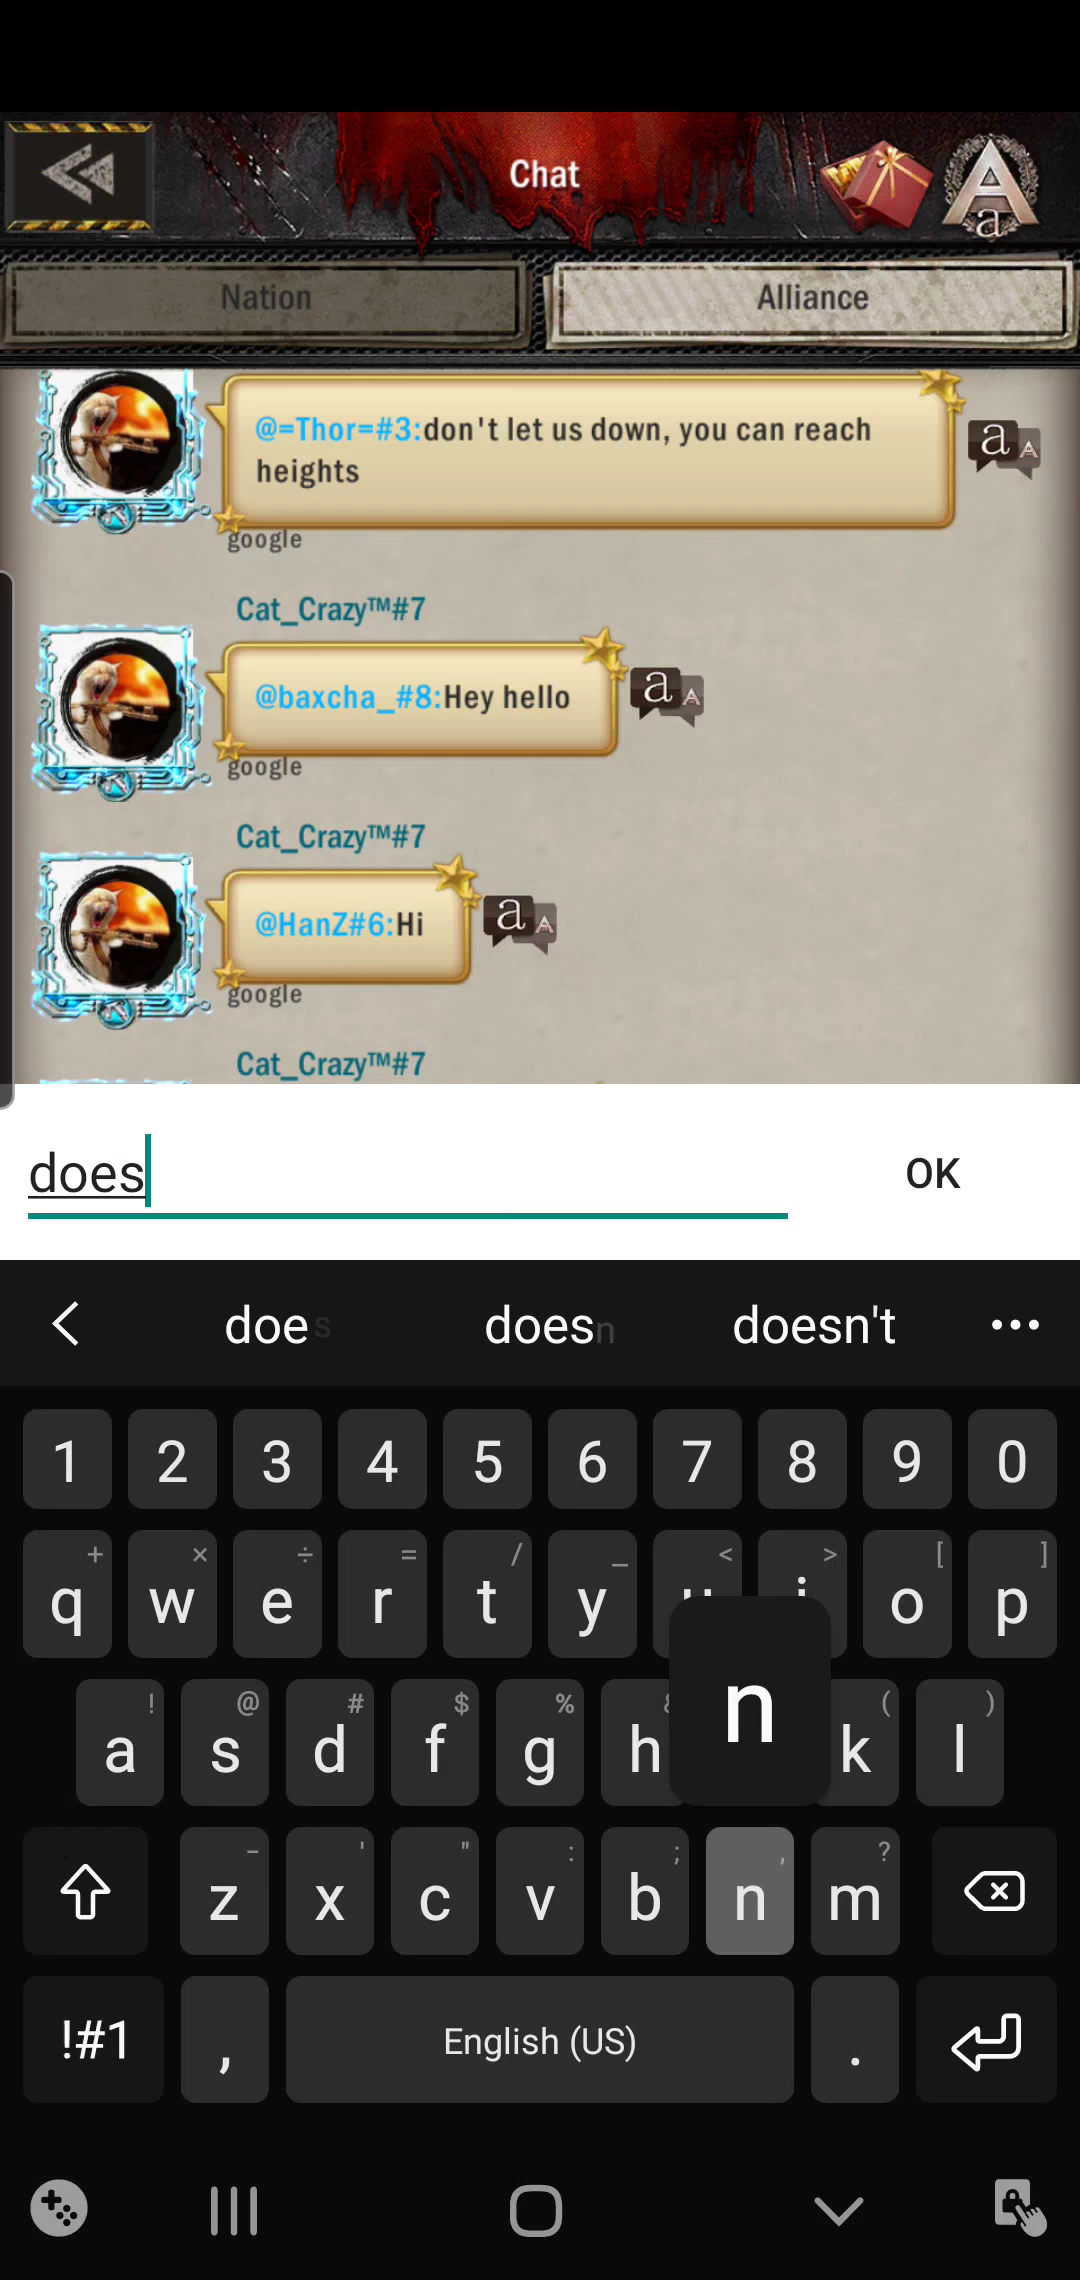 Chat
Nation
Alliance
@=Thor=#3:don't let us down, you can reach
heights
google
Cat_Crazy™#7
@baxcha_#8:Hey hello
google
Cat_Crazy™#7
@HanZ#6:Hi
google
Cat_Crazy™#7
does
OK
does doesn doesn't
1 2 3 4 5 6 7 8 9 0
+ × ÷ = / _ < > [ ]
q w e r t y u i o p
! @ # $ % ( )
a s d f g h k l
n
- ' " : ; , ?
z x c v b n m
!#1 , English (US) .